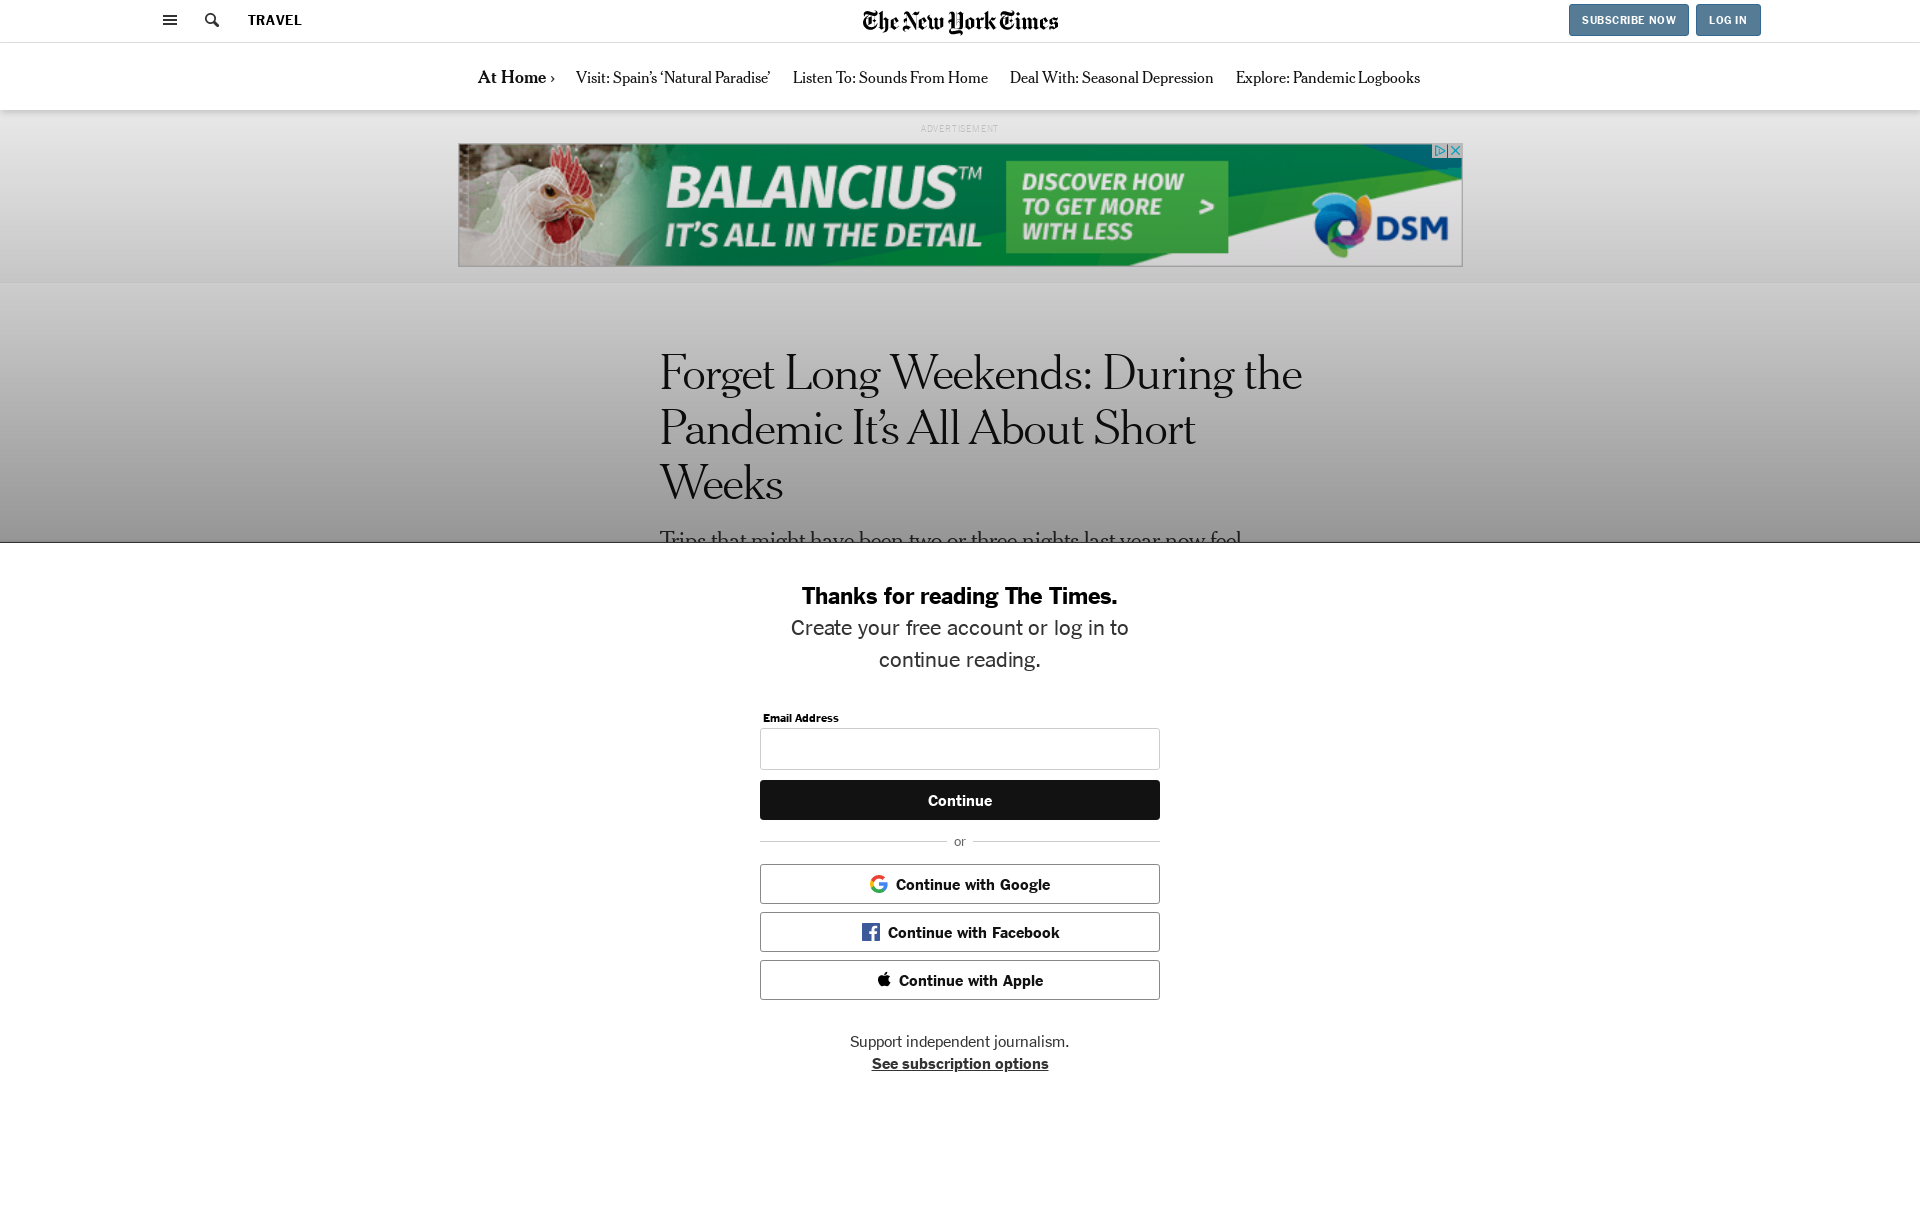 TRAVEL
The New York Times
SUBSCRIBE NOW
LOG IN
At Home ›
Visit: Spain's ‘Natural Paradise’
Listen To: Sounds From Home
Deal With: Seasonal Depression
Explore: Pandemic Logbooks
ADVERTISEMENT
BALANCIUS™
IT'S ALL IN THE DETAIL
DISCOVER HOW
TO GET MORE >
WITH LESS
DSM
Forget Long Weekends: During the
Pandemic It’s All About Short
Weeks
Trips that might have been two or three nights last year now feel
Thanks for reading The Times.
Create your free account or log in to
continue reading.
Email Address
Continue
or
Continue with Google
Continue with Facebook
Continue with Apple
Support independent journalism.
See subscription options